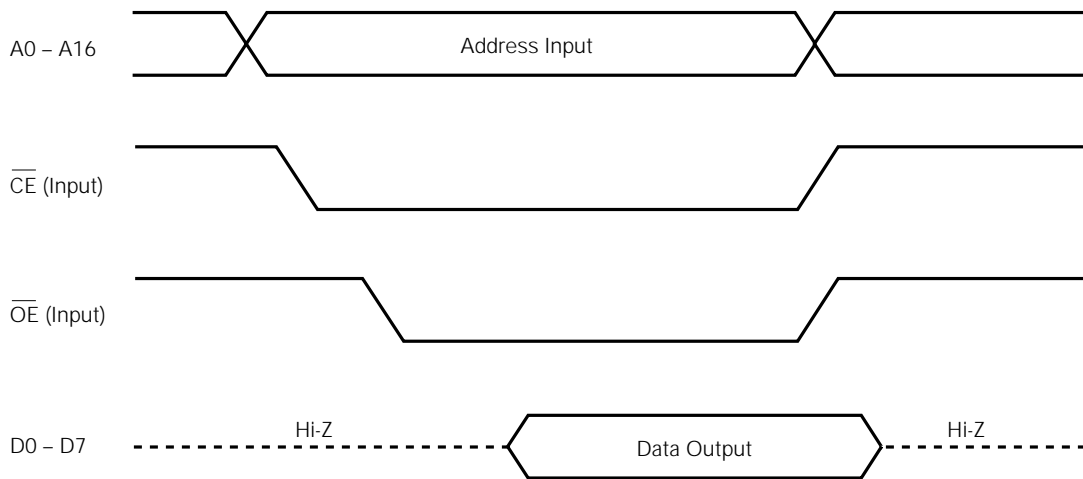 A0 – A16
Address Input
CE (Input)
OE (Input)
D0 – D7
Hi-Z
Data Output
Hi-Z